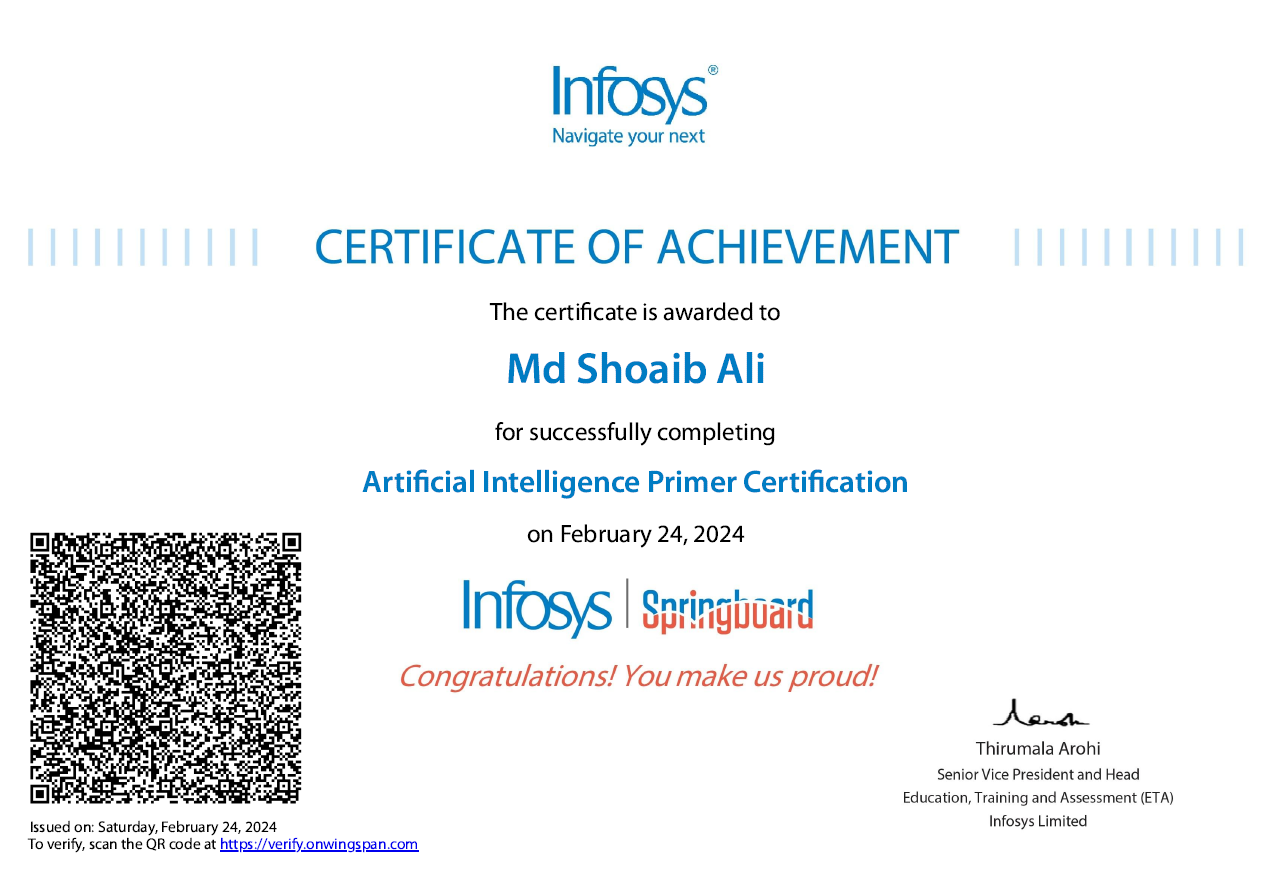 Infosys®
Navigate your next
CERTIFICATE OF ACHIEVEMENT
The certificate is awarded to
Md Shoaib Ali
for successfully completing
Artificial Intelligence Primer Certification
on February 24, 2024
Infosys | Springboard
Congratulations! You make us proud!
Thirumala Arohi
Senior Vice President and Head
Education, Training and Assessment (ETA)
Infosys Limited
Issued on: Saturday, February 24, 2024
To verify, scan the QR code at https://verify.onwingspan.com